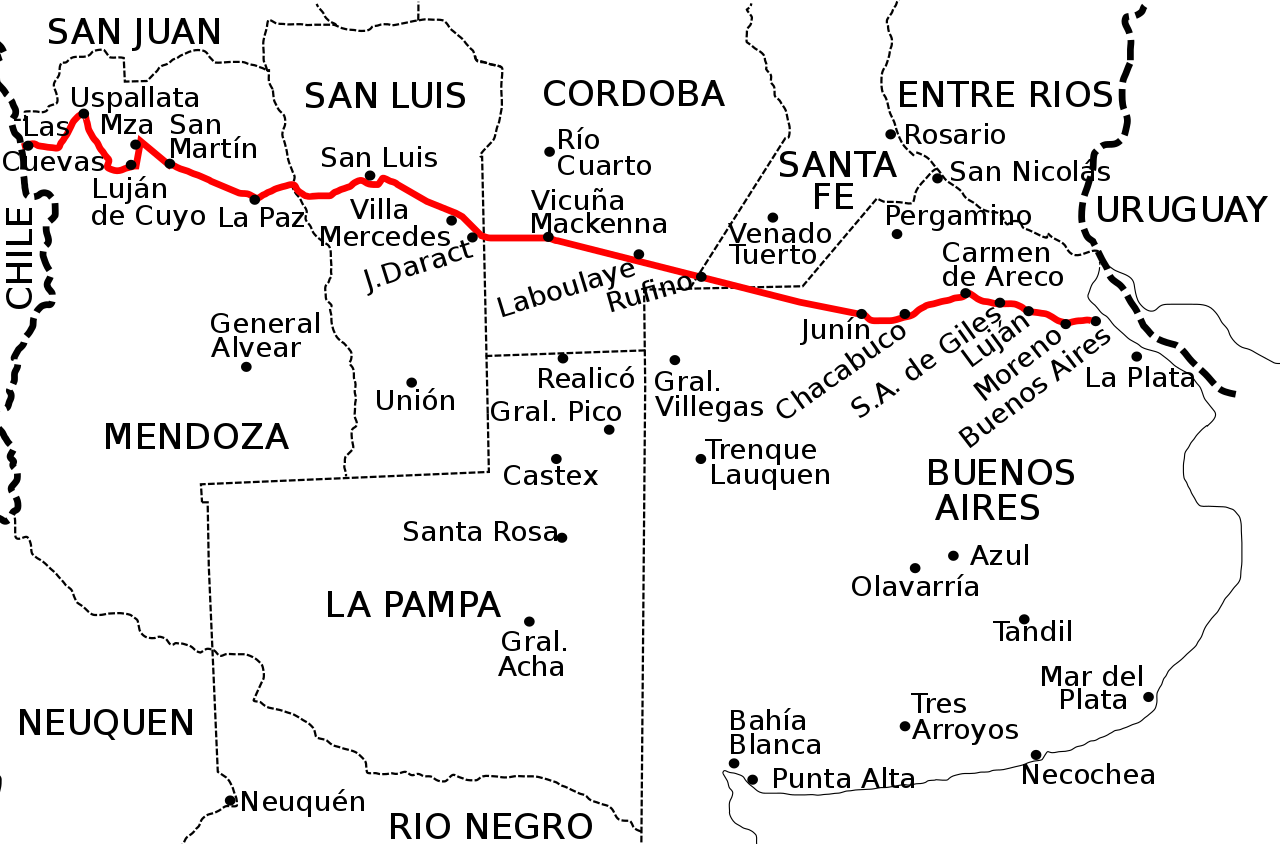 SAN JUAN
SAN LUIS
CORDOBA
ENTRE RIOS
Uspallata
Las
Cuevas
Mza
San
Martín
Luján
de Cuyo
La Paz
San Luis
Villa
Mercedes
J.Daract
Río
Cuarto
Vicuña
Mackenna
Laboulaye
Rufino
SANTA
FE
Rosario
San Nicolás
Venado
Tuerto
Pergamino
Carmen
de Areco
URUGUAY
CHILE
Junín
Chacabuco
S.A. de Giles
Luján
Moreno
Buenos Aires
La Plata
General
Alvear
Unión
Realicó
Gral. Pico
Gral.
Villegas
MENDOZA
Castex
Trenque
Lauquen
BUENOS
AIRES
Santa Rosa
Azul
Olavarría
LA PAMPA
Tandil
Gral.
Acha
Mar del
Plata
NEUQUEN
Tres
Arroyos
Bahía
Blanca
Punta Alta
Necochea
Neuquén
RIO NEGRO